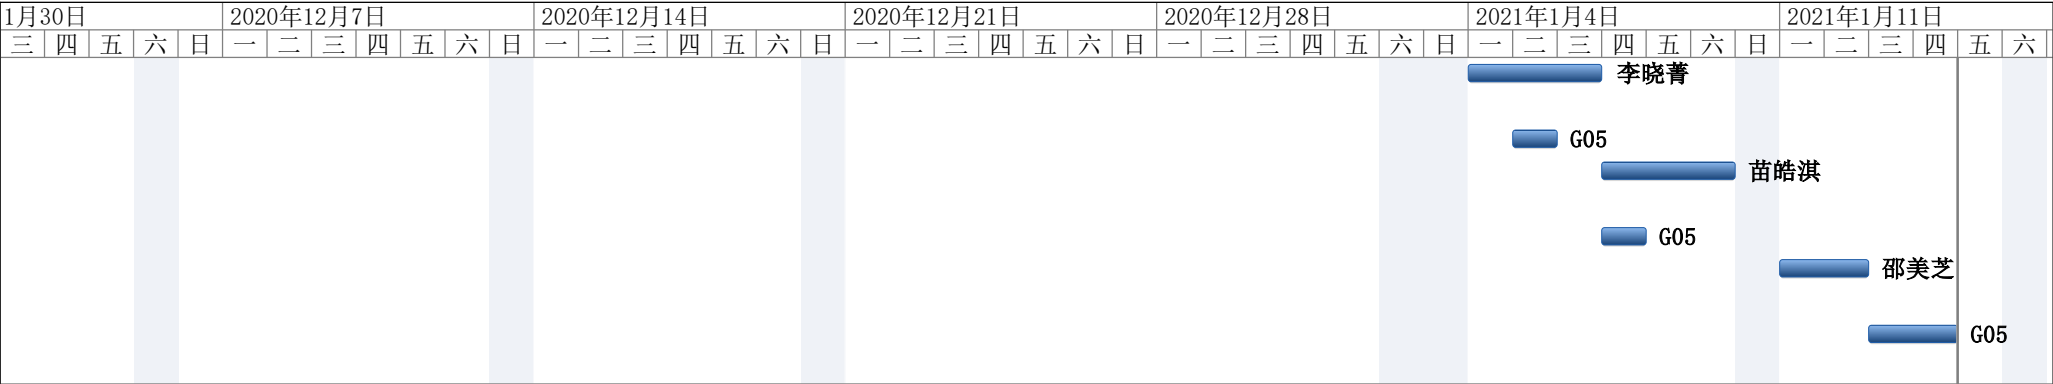 1月30日 2020年12月7日 2020年12月14日 2020年12月21日 2020年12月28日 2021年1月4日 2021年1月11日
三 四 五 六 日 一 二 三 四 五 六 日 一 二 三 四 五 六 日 一 二 三 四 五 六 日 一 二 三 四 五 六 日 一 二 三 四 五 六 日 一 二 三 四 五 六
李晓菁
G05
苗皓淇
G05
邵美芝
G05